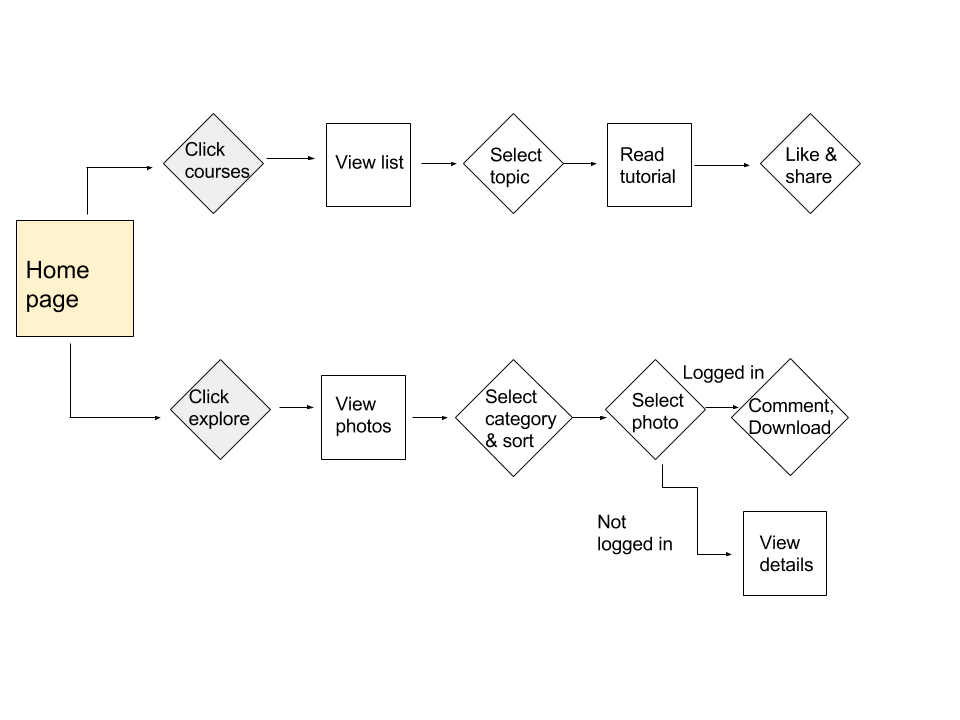 Click
courses
View list
Select
topic
Read
tutorial
Like &
share
Home
page
Click
explore
View
photos
Select
category
& sort
Select
photo
Logged in
Comment,
Download
Not
logged in
View
details